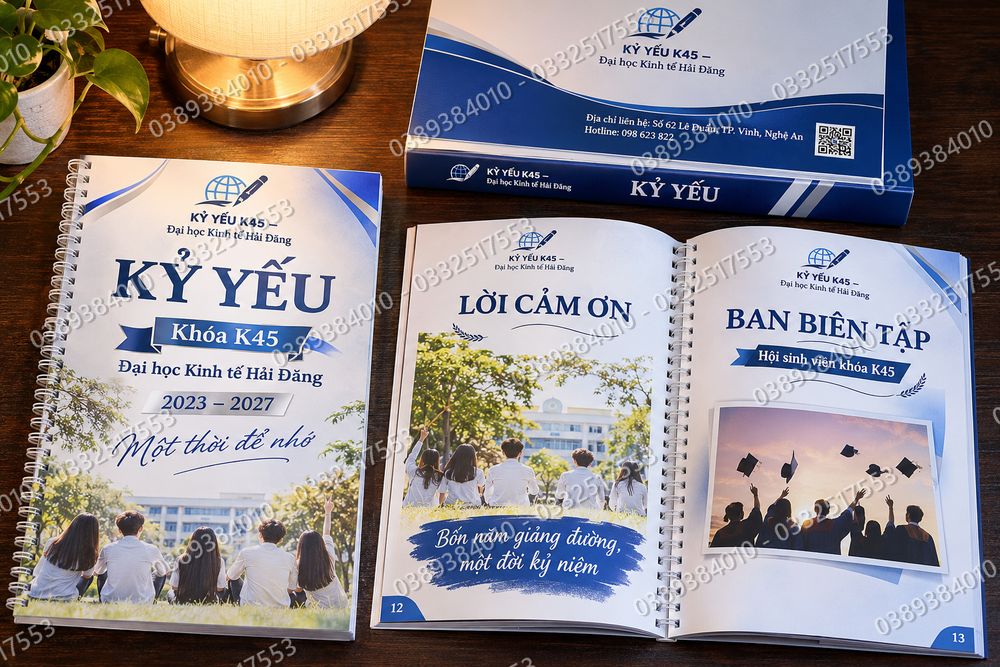 KỶ YẾU K45 –
Đại học Kinh tế Hải Đăng
Địa chỉ liên hệ: Số 62 Lê Duẩn, TP. Vinh, Nghệ An
Hotline: 098 623 822
KỶ YẾU K45 –
Đại học Kinh tế Hải Đăng
KỶ YẾU
KỶ YẾU K45 –
Đại học Kinh tế Hải Đăng
KỶ YẾU
Khóa K45
Đại học Kinh tế Hải Đăng
2023 – 2027
Một thời để nhớ
KỶ YẾU K45 –
Đại học Kinh tế Hải Đăng
LỜI CẢM ƠN
Bốn năm giảng đường,
một đời kỷ niệm
12
KỶ YẾU K45 –
Đại học Kinh tế Hải Đăng
BAN BIÊN TẬP
Hội sinh viên khóa K45
13
0389384010 - 0332517553